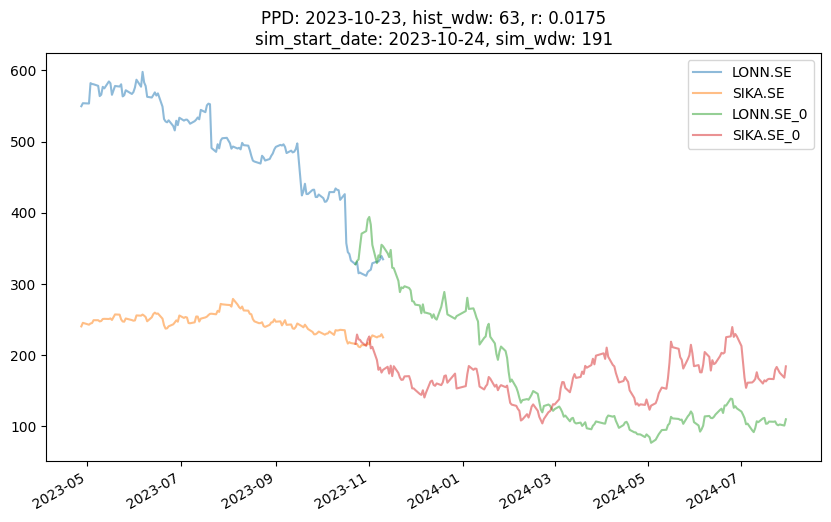 PPD: 2023-10-23, hist_wdw: 63, r: 0.0175
sim_start_date: 2023-10-24, sim_wdw: 191
LONN.SE
SIKA.SE
LONN.SE_0
SIKA.SE_0
600
500
400
300
200
100
2023-05
2023-07
2023-09
2023-11
2024-01
2024-03
2024-05
2024-07